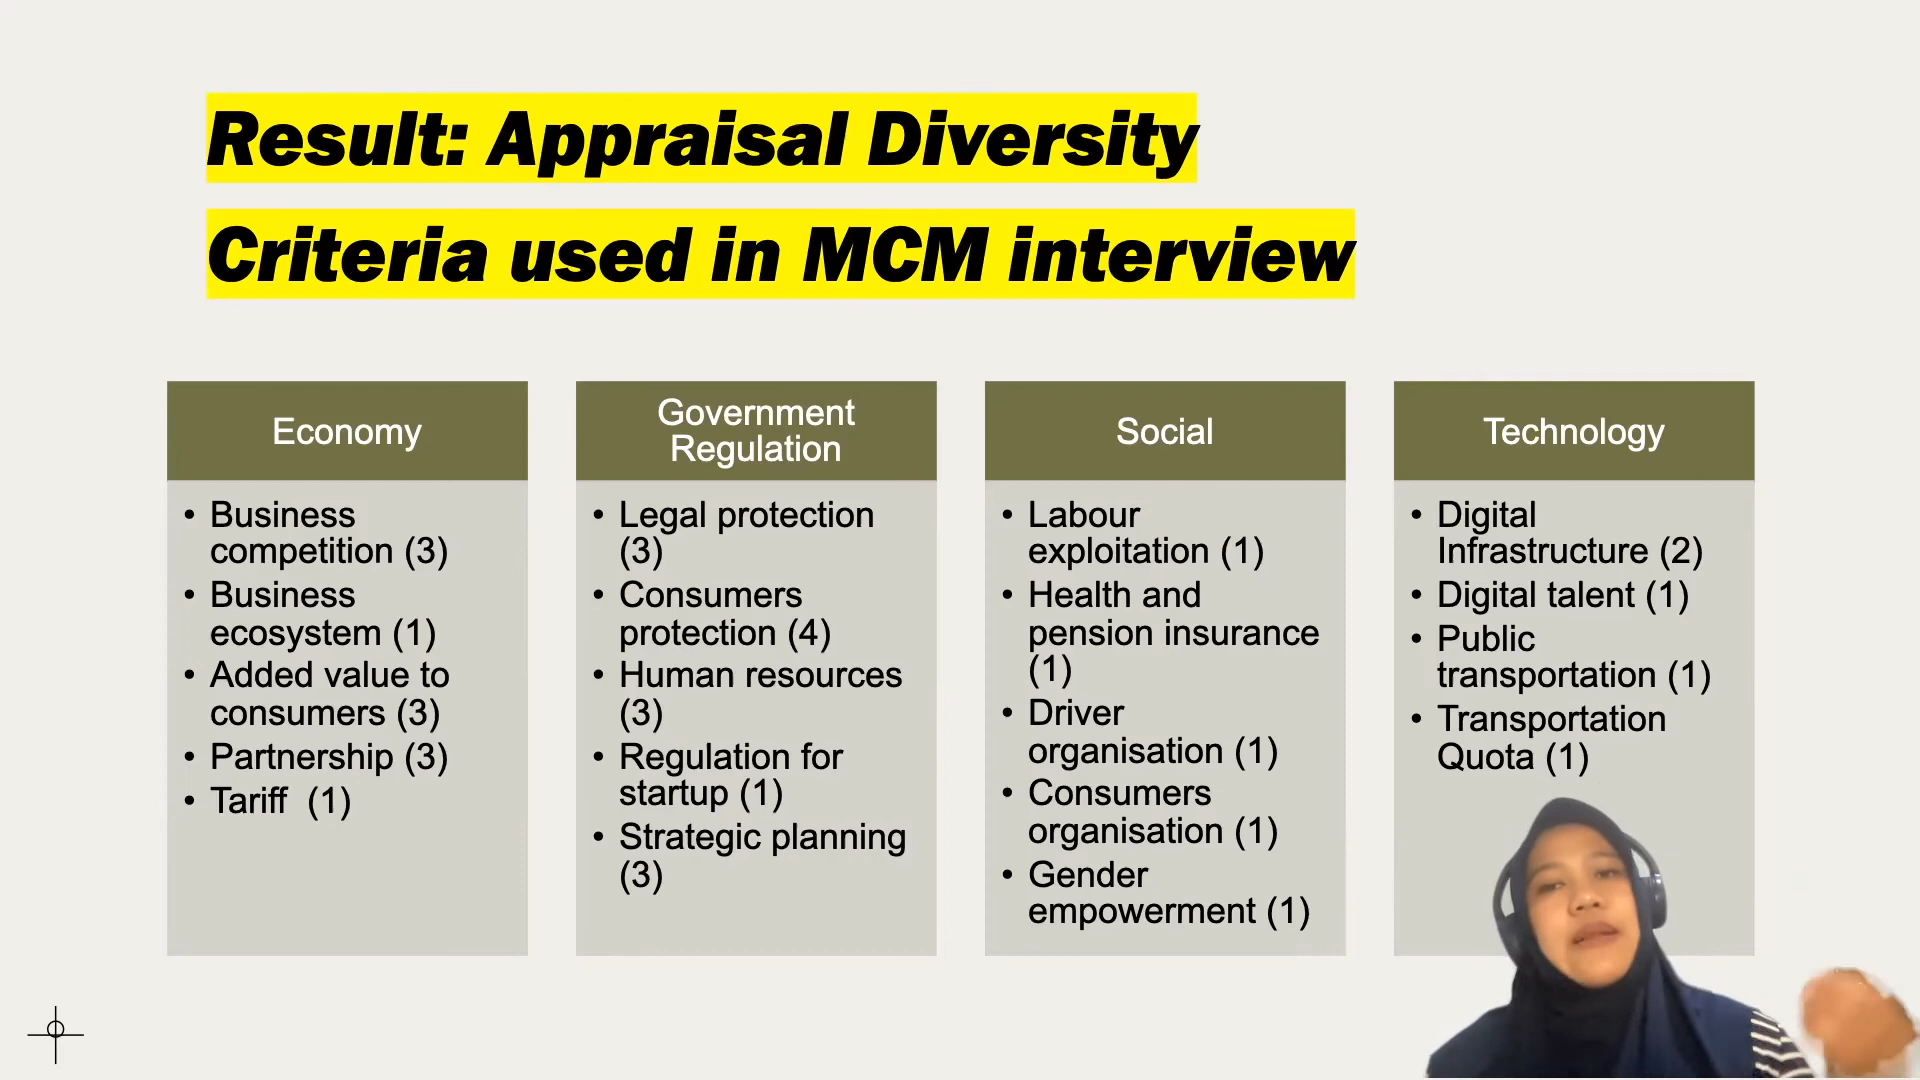 Result: Appraisal Diversity
Criteria used in MCM interview
Economy
• Business
competition (3)
• Business
ecosystem (1)
• Added value to
consumers (3)
• Partnership (3)
• Tariff  (1)
Government
Regulation
• Legal protection
(3)
• Consumers
protection (4)
• Human resources
(3)
• Regulation for
startup (1)
• Strategic planning
(3)
Social
• Labour
exploitation (1)
• Health and
pension insurance
(1)
• Driver
organisation (1)
• Consumers
organisation (1)
• Gender
empowerment (1)
Technology
• Digital
Infrastructure (2)
• Digital talent (1)
• Public
transportation (1)
• Transportation
Quota (1)